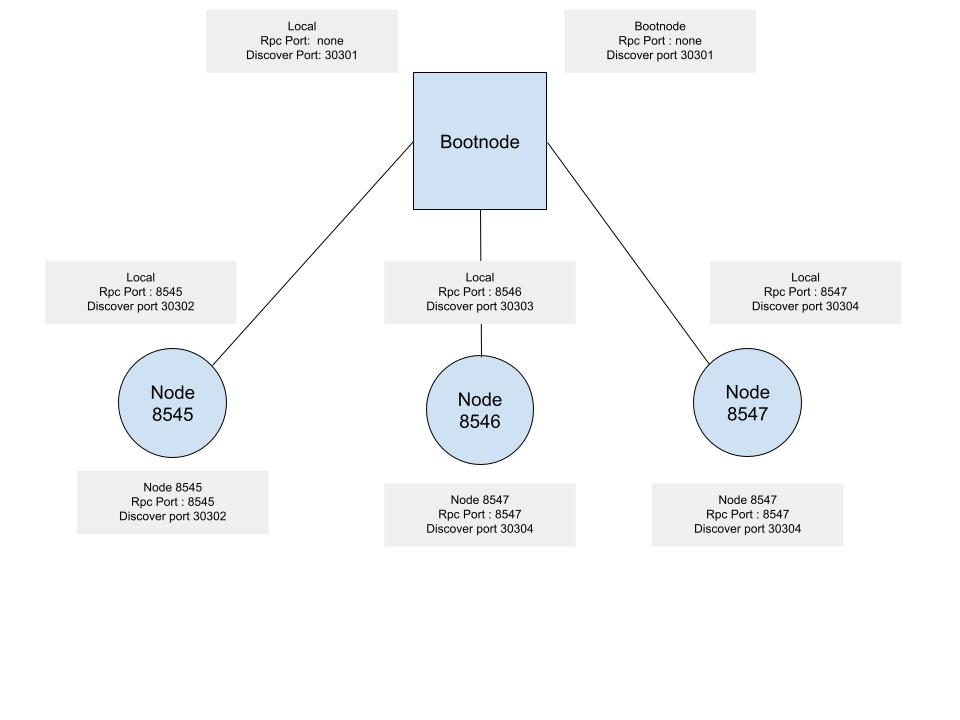 Local
Rpc Port:  none
Discover Port: 30301
Bootnode
Rpc Port : none
Discover port 30301
Bootnode
Local
Rpc Port : 8545
Discover port 30302
Local
Rpc Port : 8546
Discover port 30303
Local
Rpc Port : 8547
Discover port 30304
Node
8545
Node
8546
Node
8547
Node 8545
Rpc Port : 8545
Discover port 30302
Node 8547
Rpc Port : 8547
Discover port 30304
Node 8547
Rpc Port : 8547
Discover port 30304